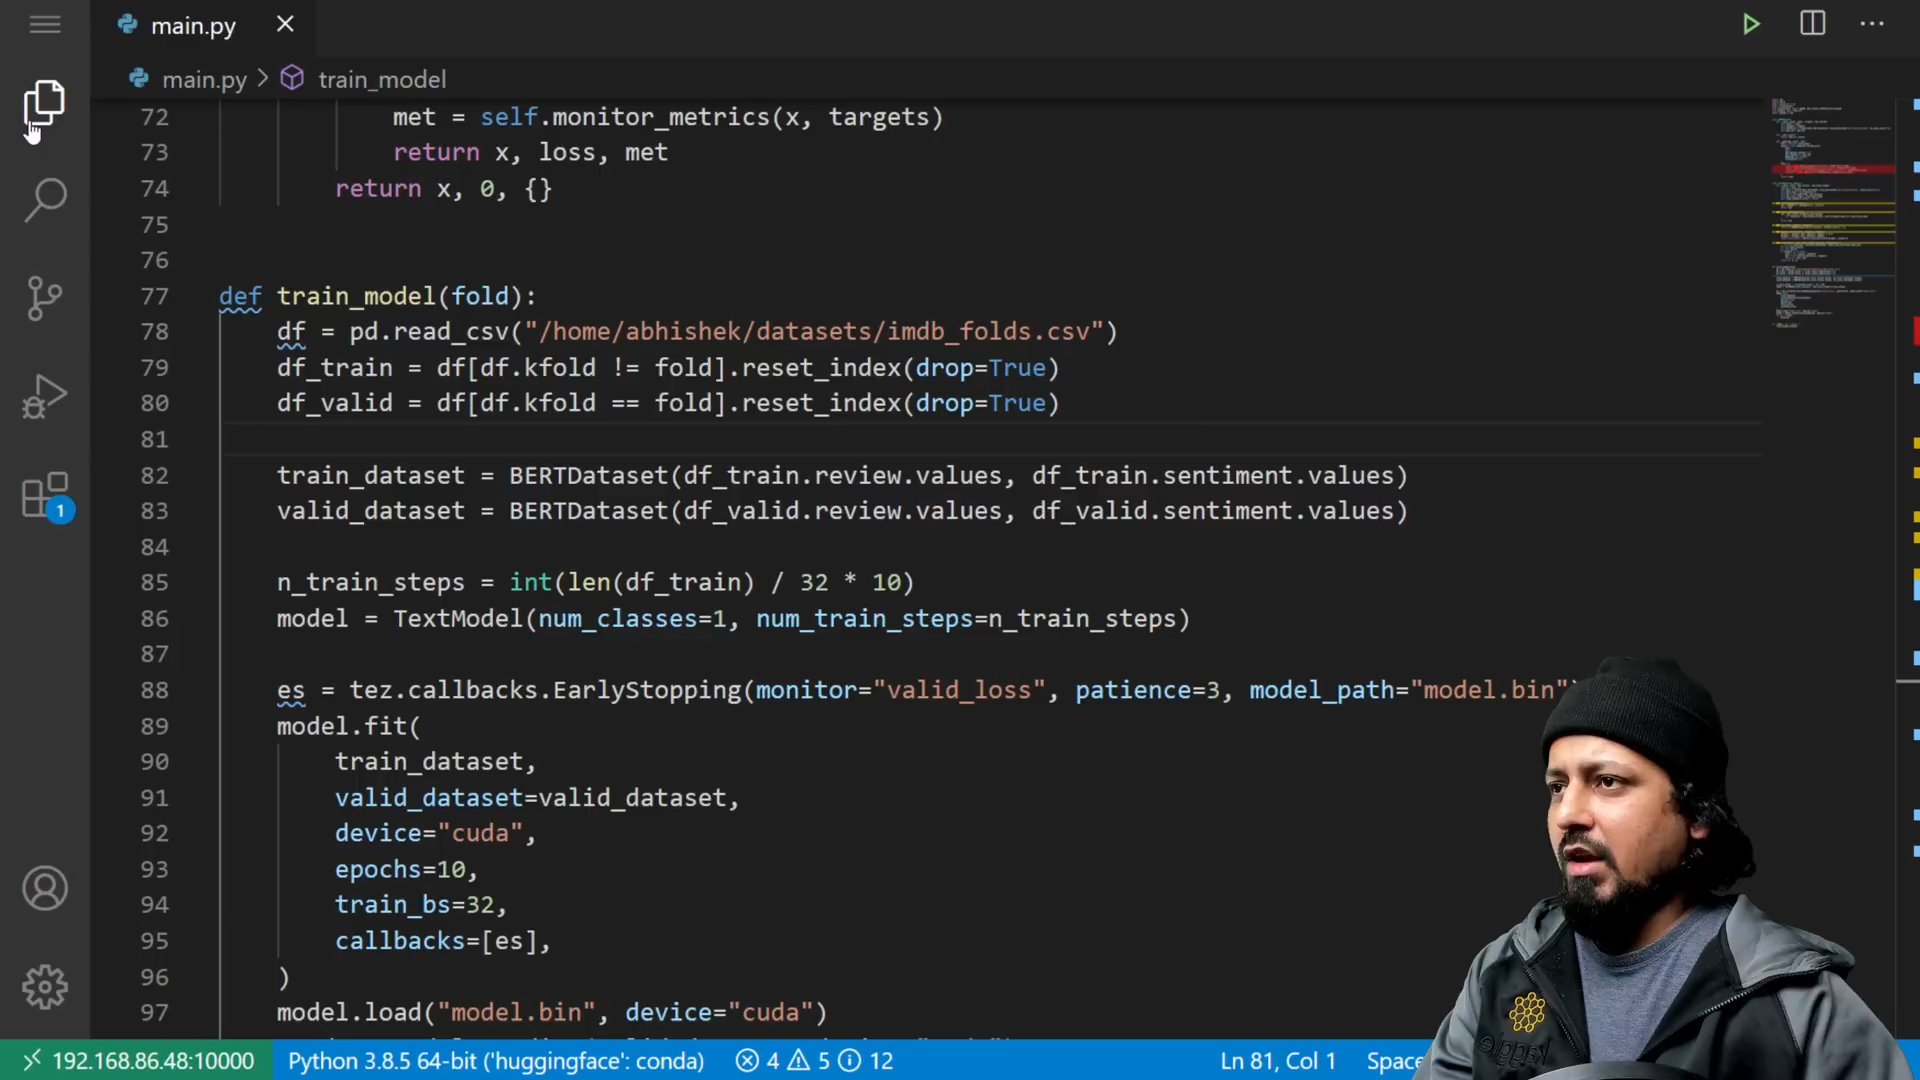 main.py
main.py > train_model
72 met = self.monitor_metrics(x, targets)
73 return x, loss, met
74 return x, 0, {}
75
76
77 def train_model(fold):
78 df = pd.read_csv("/home/abhishek/datasets/imdb_folds.csv")
79 df_train = df[df.kfold != fold].reset_index(drop=True)
80 df_valid = df[df.kfold == fold].reset_index(drop=True)
81
82 train_dataset = BERTDataset(df_train.review.values, df_train.sentiment.values)
83 valid_dataset = BERTDataset(df_valid.review.values, df_valid.sentiment.values)
84
85 n_train_steps = int(len(df_train) / 32 * 10)
86 model = TextModel(num_classes=1, num_train_steps=n_train_steps)
87
88 es = tez.callbacks.EarlyStopping(monitor="valid_loss", patience=3, model_path="model.bin")
89 model.fit(
90 train_dataset,
91 valid_dataset=valid_dataset,
92 device="cuda",
93 epochs=10,
94 train_bs=32,
95 callbacks=[es],
96 )
97 model.load("model.bin", device="cuda")
1
192.168.86.48:10000 Python 3.8.5 64-bit ('huggingface': conda) 4 5 12 Ln 81, Col 1 Space
kaggle